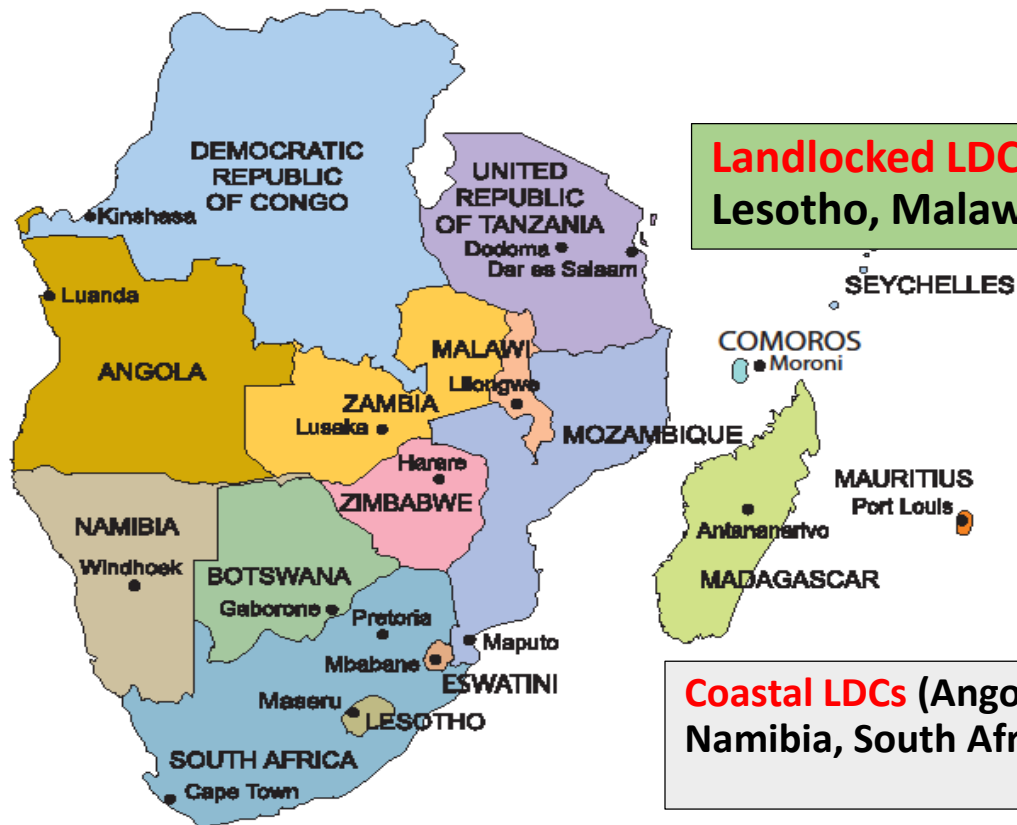 DEMOCRATIC
REPUBLIC
OF CONGO
Kinshasa
UNITED
REPUBLIC
OF TANZANIA
Dodoma
Dar es Salaam
Landlocked LDC
Lesotho, Malaw
SEYCHELLES
Luanda
ANGOLA
MALAWI
Lilongwe
ZAMBIA
Lusaka
COMOROS
Moroni
MOZAMBIQUE
Harare
ZIMBABWE
MAURITIUS
Port Louis
NAMIBIA
Windhoek
BOTSWANA
Gaborone
Antananarivo
MADAGASCAR
Pretoria
Mbabane
Maputo
ESWATINI
Maseru
LESOTHO
SOUTH AFRICA
Cape Town
Coastal LDCs (Ango
Namibia, South Afr